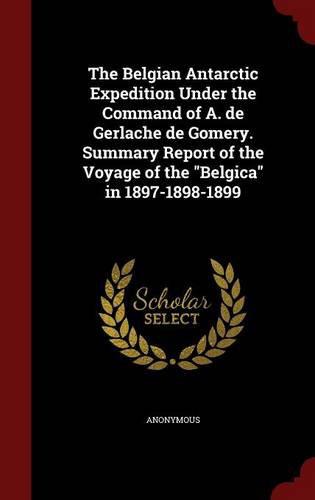 The Belgian Antarctic
Expedition Under the
Command of A. de
Gerlache de Gomery.
Summary Report of the
Voyage of the "Belgica"
in 1897-1898-1899
Scholar
SELECT
ANONYMOUS